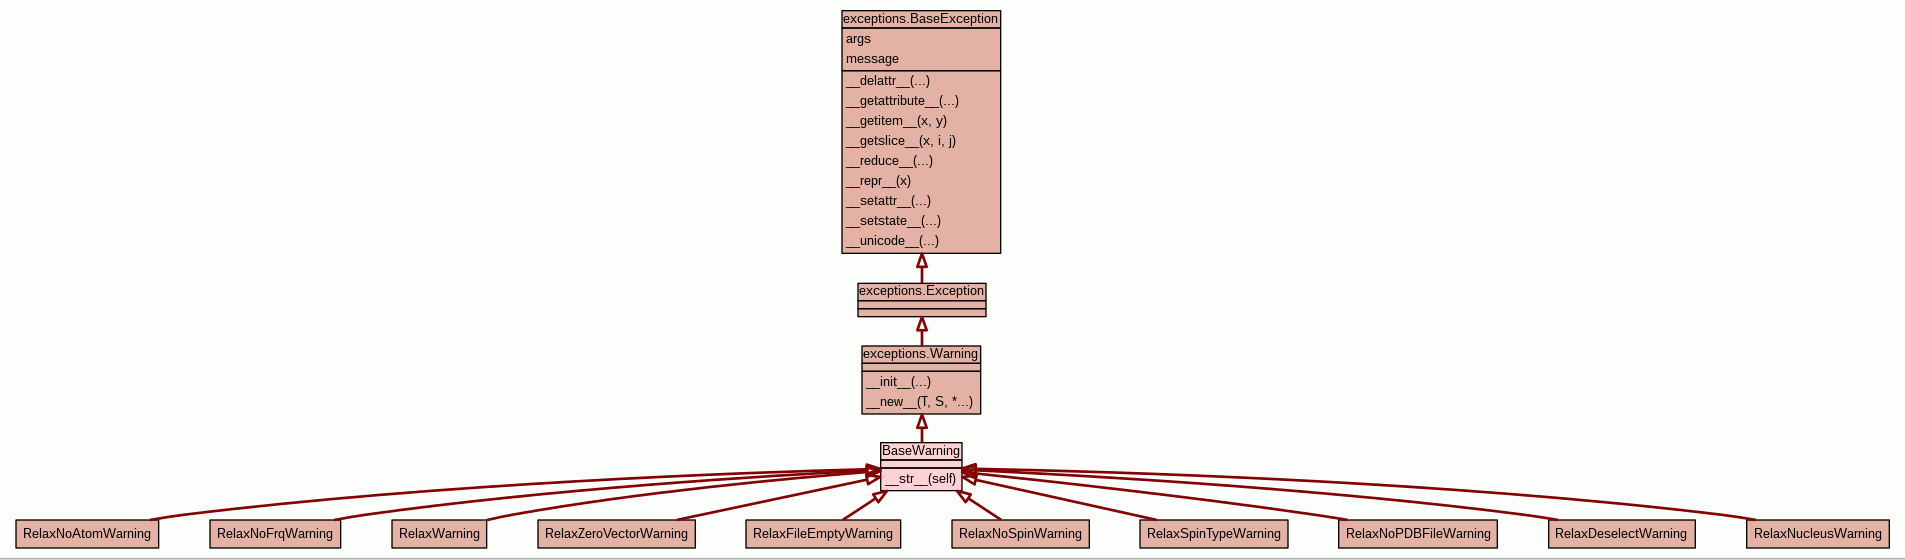 exceptions.BaseException
args
message
__delattr__(...)
__getattribute__(...)
__getitem__(x, y)
__getslice__(x, i, j)
__reduce__(...)
__repr__(x)
__setattr__(...)
__setstate__(...)
__unicode__(...)
exceptions.Exception
exceptions.Warning
__init__(...)
__new__(T, S, *...)
BaseWarning
__str__(self)
RelaxNoAtomWarning
RelaxNoFrqWarning
RelaxWarning
RelaxZeroVectorWarning
RelaxFileEmptyWarning
RelaxNoSpinWarning
RelaxSpinTypeWarning
RelaxNoPDBFileWarning
RelaxDeselectWarning
RelaxNucleusWarning